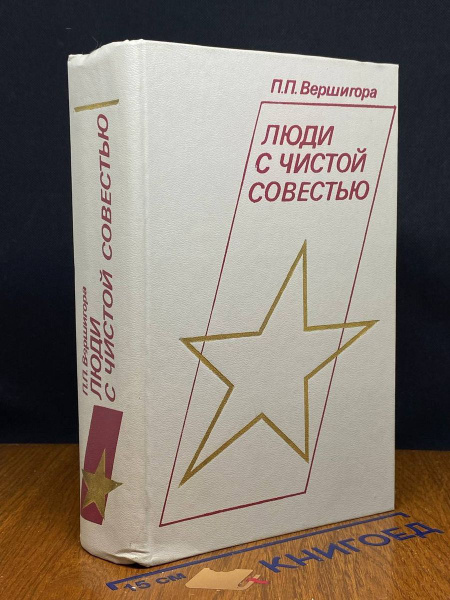 П.П. Вершигора
ЛЮДИ
С ЧИСТОЙ
СОВЕСТЬЮ
П.П. Вершигора
ЛЮДИ
С ЧИСТОЙ СОВЕСТЬЮ
15 СМ
КНИГОЕД